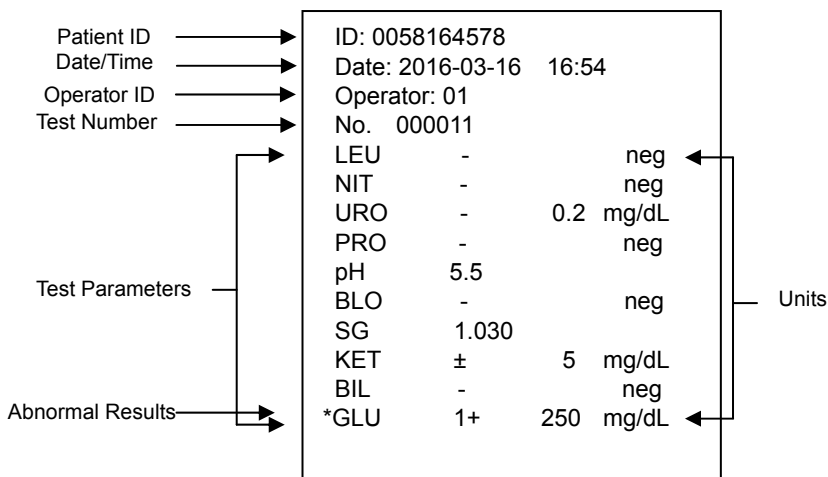 Patient ID
Date/Time
Operator ID
Test Number
Test Parameters
Abnormal Results
ID: 0058164578
Date: 2016-03-16 16:54
Operator: 01
No. 000011
LEU - neg
NIT - neg
URO - 0.2 mg/dL
PRO - neg
pH 5.5
BLO - neg
SG 1.030
KET ± 5 mg/dL
BIL - neg
*GLU 1+ 250 mg/dL
Units